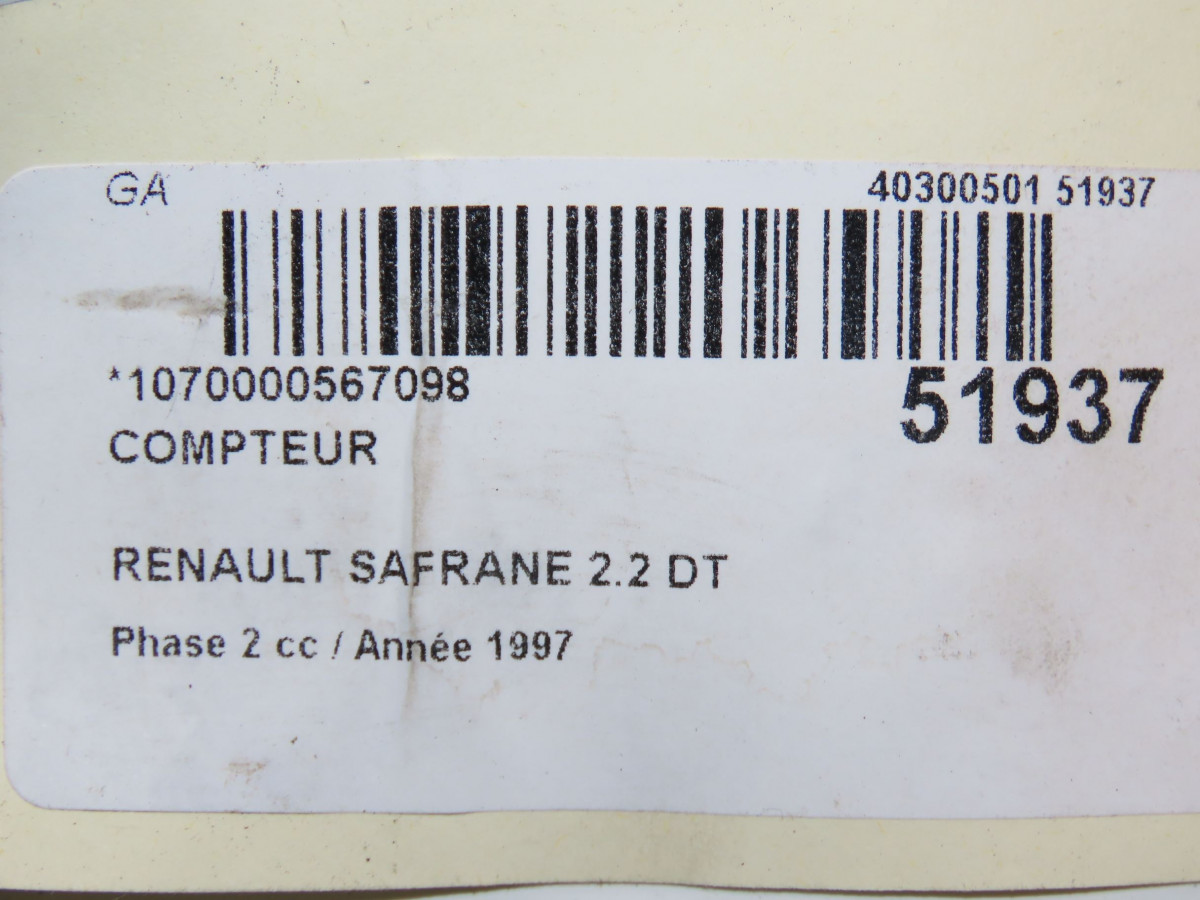 GA 40300501 51937
*1070000567098
51937
COMPTEUR
RENAULT SAFRANE 2.2 DT
Phase 2 cc / Année 1997